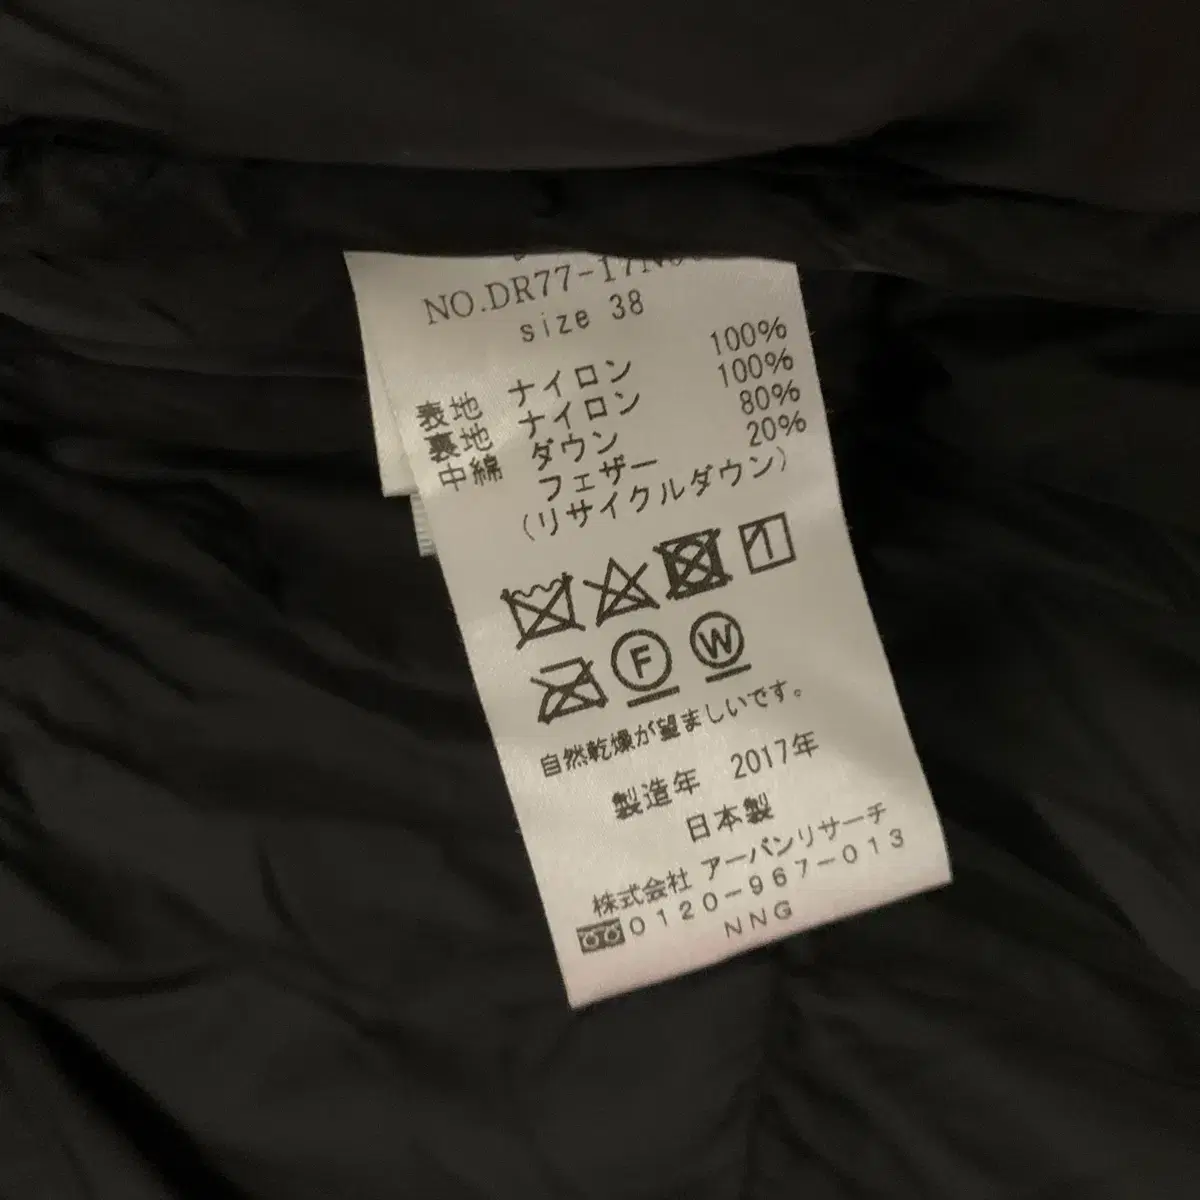 NO.DR77-17N
size 38
表地 ナイロン 100%
裏地 ナイロン 100%
中綿 ダウン 80%
フェザー 20%
(リサイクルダウン)
F W
自然乾燥が望ましいです。
製造年 2017年
日本製
株式会社 アーバンリサーチ
0120-967-013
NNG